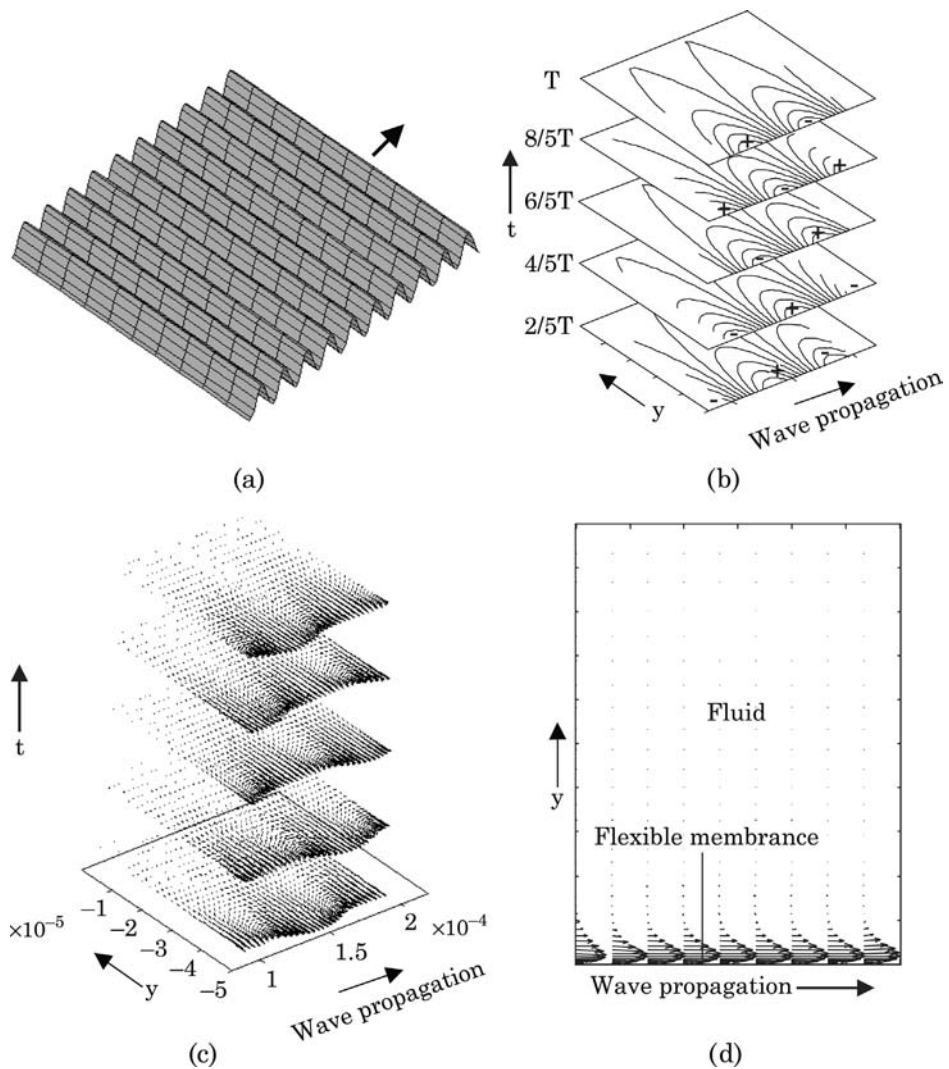 T
8/5T
6/5T
t
4/5T
2/5T
y
Wave propagation
+
-
+
-
+
-
+
-
+
-
+
-
+
-
-
(a)
(b)
t
×10⁻⁵
-1
-2
-3
-4
-5
y
1
1.5
2
×10⁻⁴
Wave propagation
(c)
Fluid
y
Flexible membrance
Wave propagation
(d)